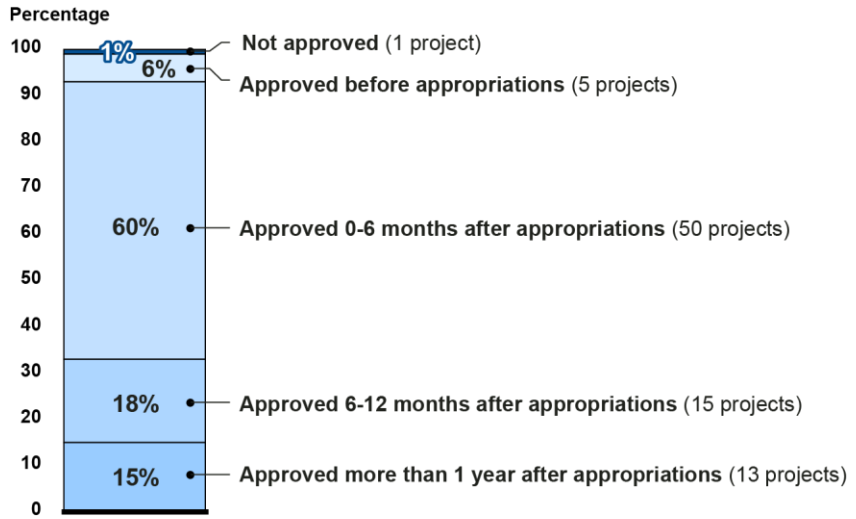 Percentage
100
90
80
70
60
50
40
30
20
10
0
1%
6%
60%
18%
15%
Not approved (1 project)
Approved before appropriations (5 projects)
Approved 0-6 months after appropriations (50 projects)
Approved 6-12 months after appropriations (15 projects)
Approved more than 1 year after appropriations (13 projects)